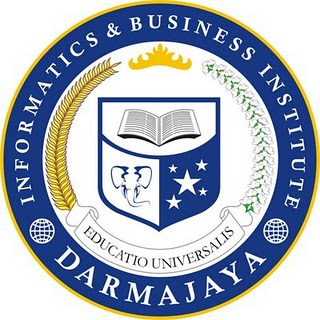 INFORMATICS & BUSINESS INSTITUTE
EDUCATIO UNIVERSALIS
DARMAJAYA